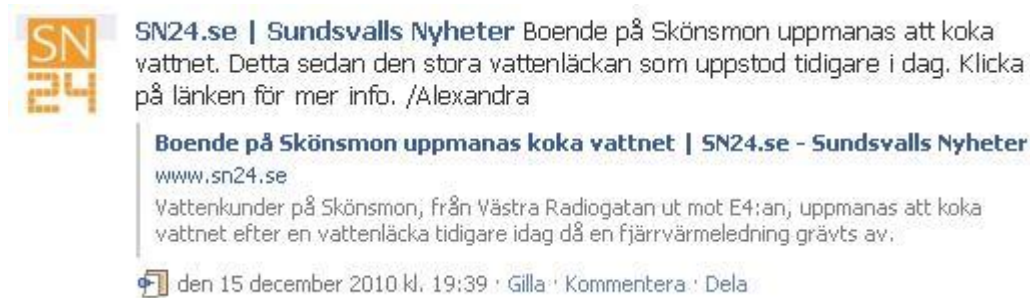 SN
24
SN24.se | Sundsvalls Nyheter Boende på Skönsmon uppmanas att koka
vattnet. Detta sedan den stora vattenläckan som uppstod tidigare i dag. Klicka
på länken för mer info. /Alexandra
Boende på Skönsmon uppmanas koka vattnet | SN24.se - Sundsvalls Nyheter
www.sn24.se
Vattenkunder på Skönsmon, från Västra Radiogatan ut mot E4:an, uppmanas att koka
vattnet efter en vattenläcka tidigare idag då en fjärrvärmeledning grävts av.
den 15 december 2010 kl. 19:39 · Gilla · Kommentera · Dela